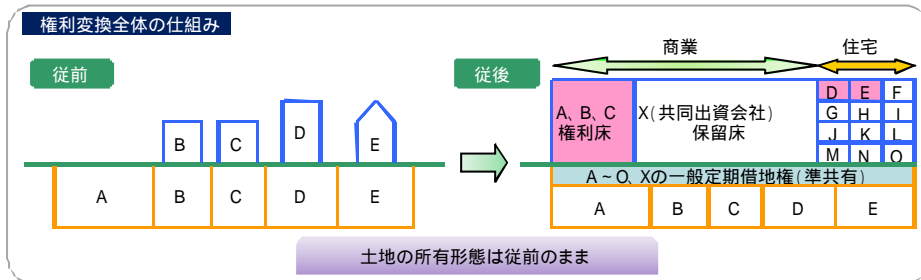 権利変換全体の仕組み
従前
従後
商業
住宅
B
C
D
E
A
B
C
D
E
A、B、C
権利床
X(共同出資会社)
保留床
D E F
G H I
J K L
M N O
A~O、Xの一般定期借地権(準共有)
A
B
C
D
E
土地の所有形態は従前のまま